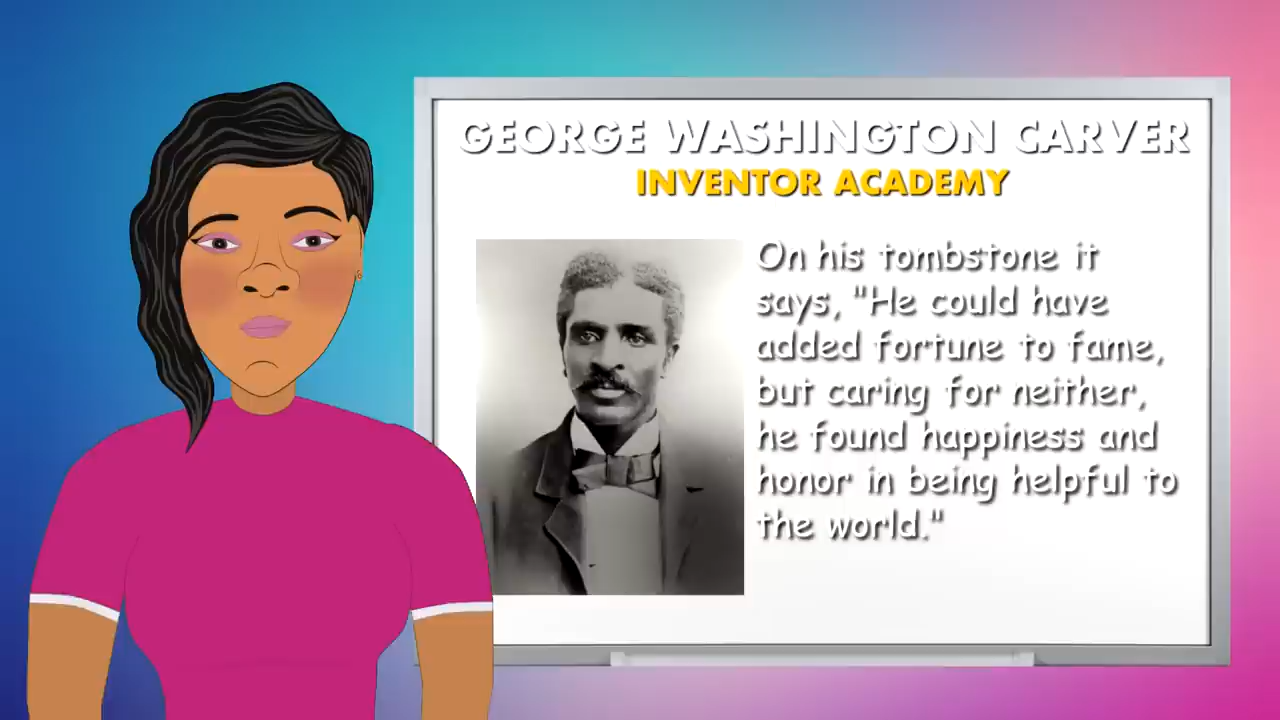 GEORGE WASHINGTON CARVER
INVENTOR ACADEMY
On his tombstone it
says, "He could have
added fortune to fame,
but caring for neither,
he found happiness and
honor in being helpful to
the world."